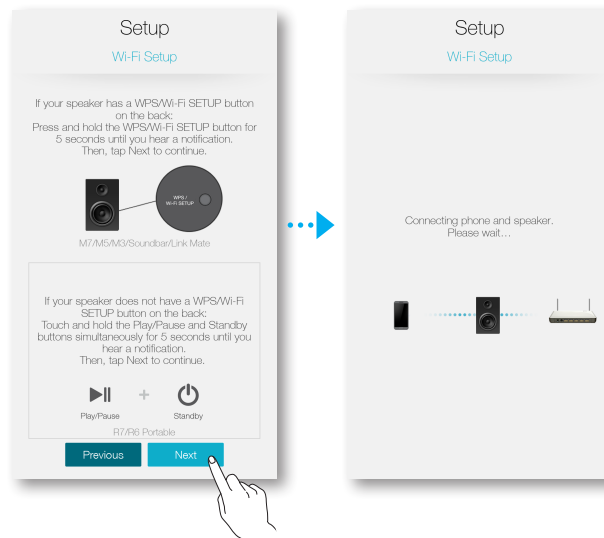 Setup
Wi-Fi Setup
If your speaker has a WPS/Wi-Fi SETUP button
on the back:
Press and hold the WPS/Wi-Fi SETUP button for
5 seconds until you hear a notification.
Then, tap Next to continue.
WPS /
Wi-Fi SETUP
M7/M5/M3/Soundbar/Link Mate
If your speaker does not have a WPS/Wi-Fi
SETUP button on the back:
Touch and hold the Play/Pause and Standby
buttons simultaneously for 5 seconds until you
hear a notification.
Then, tap Next to continue.
+
Play/Pause
Standby
R7/R6 Portable
Previous
Next
Setup
Wi-Fi Setup
Connecting phone and speaker.
Please wait…